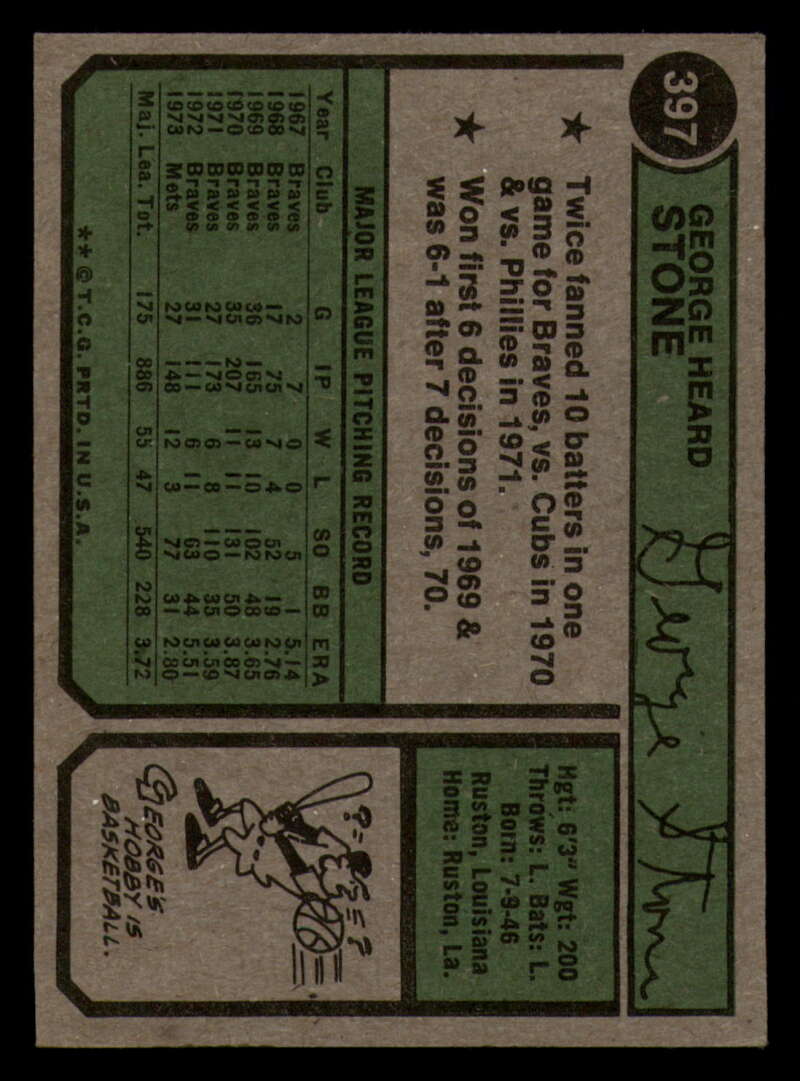 397
GEORGE HEARD
STONE
George Stone
★ Twice fanned 10 batters in one
game for Braves, vs. Cubs in 1970
& vs. Phillies in 1971.
★ Won first 6 decisions of 1969 &
was 6-1 after 7 decisions, 70.
MAJOR LEAGUE PITCHING RECORD
Year Club G IP W L SO BB ERA
1967 Braves 2 7 0 0 5 1 5.14
1968 Braves 17 75 7 4 52 19 2.76
1969 Braves 36 165 13 10 102 48 3.65
1970 Braves 35 207 11 11 131 50 3.87
1971 Braves 27 173 6 8 110 35 3.59
1972 Braves 31 111 6 11 63 44 5.51
1973 Mets 27 148 12 3 77 31 2.80
Maj. Lea. Tot. 175 886 55 47 540 228 3.72
** © T.C.G. PRTD. IN U.S.A.
Hgt: 6'3" Wgt: 200
Throws: L. Bats: L.
Born: 7-9-46
Ruston, Louisiana
Home: Ruston, La.
?=?=?
GEORGE'S
HOBBY IS
BASKETBALL.